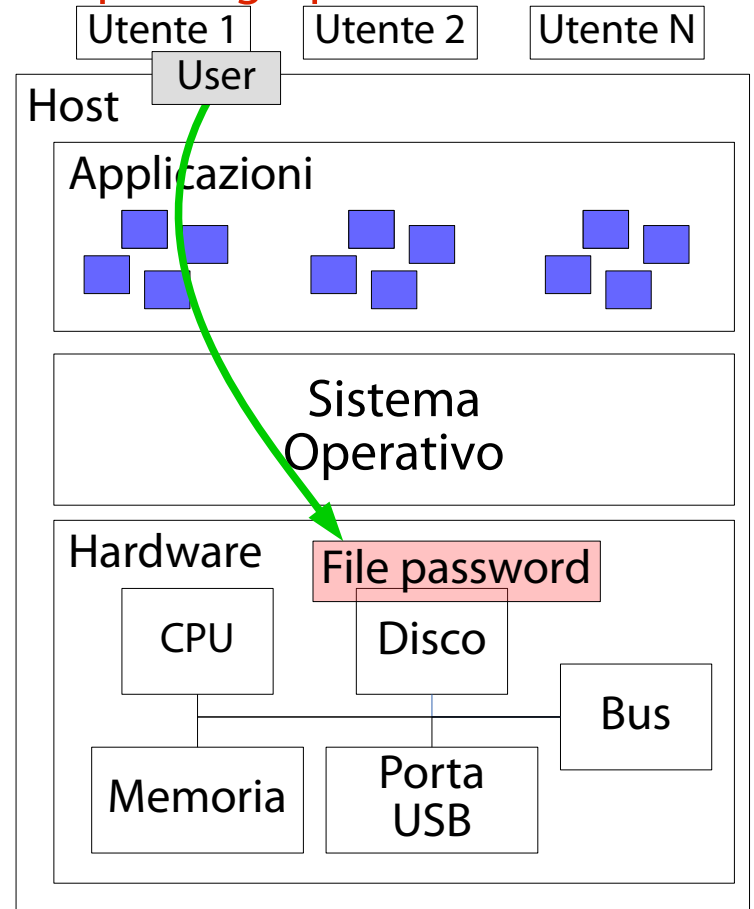 Utente 1
Utente 2
Utente N
User
Host
Applicazioni
Sistema
Operativo
Hardware
File password
CPU
Disco
Bus
Memoria
Porta
USB